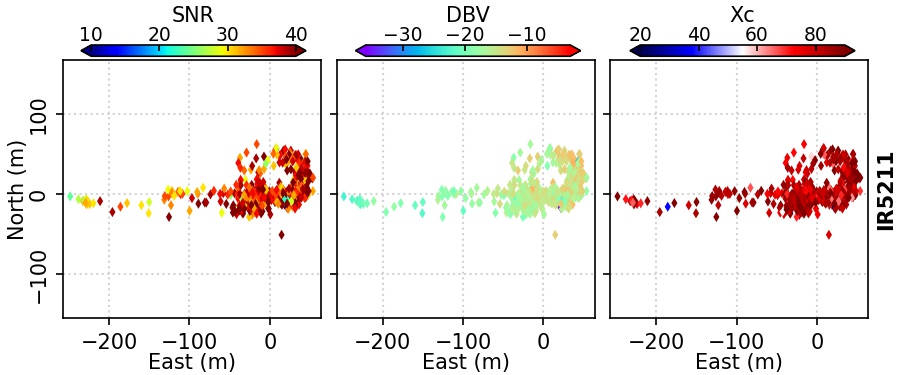 SNR DBV Xc
10 20 30 40 −30 −20 −10 20 40 60 80
100
0
−100
North (m)
−200 −100 0 −200 −100 0 −200 −100 0
East (m) East (m) East (m)
IR5211